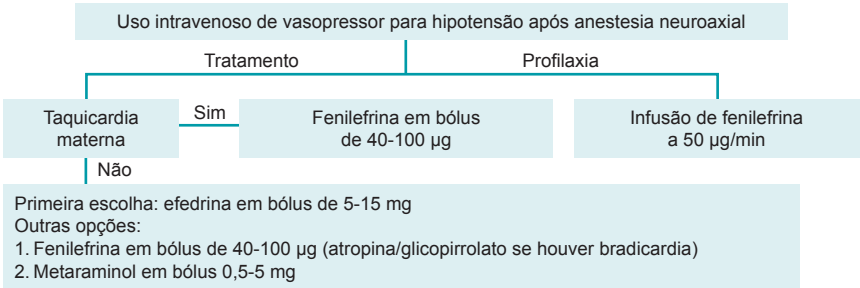 Uso intravenoso de vasopressor para hipotensão após anestesia neuroaxial
Tratamento
Profilaxia
Taquicardia
materna
Sim
Fenilefrina em bólus
de 40-100 µg
Infusão de fenilefrina
a 50 µg/min
Não
Primeira escolha: efedrina em bólus de 5-15 mg
Outras opções:
1. Fenilefrina em bólus de 40-100 µg (atropina/glicopirrolato se houver bradicardia)
2. Metaraminol em bólus 0,5-5 mg